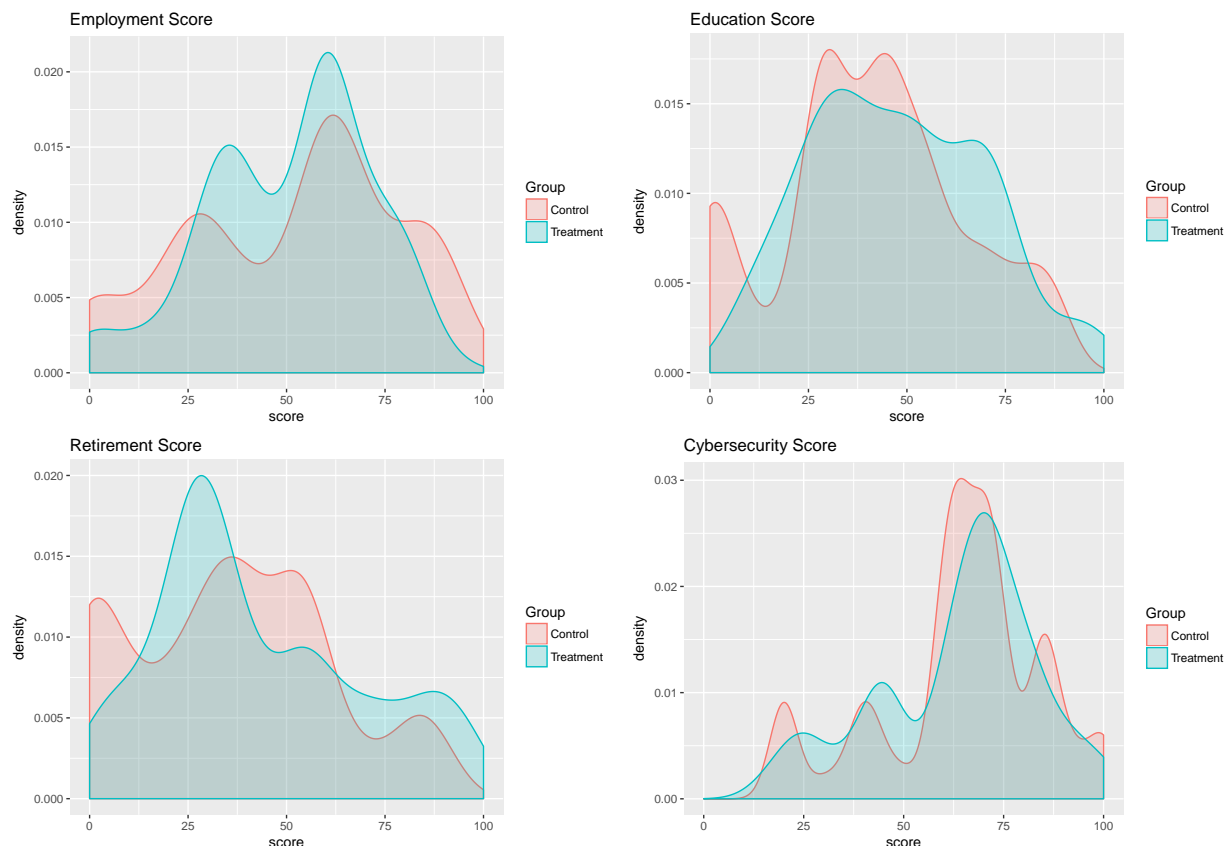 Employment Score
density
0.020
0.015
0.010
0.005
0.000
0 25 50 75 100
score
Group
Control
Treatment
Education Score
density
0.015
0.010
0.005
0.000
0 25 50 75 100
score
Group
Control
Treatment
Retirement Score
density
0.020
0.015
0.010
0.005
0.000
0 25 50 75 100
score
Group
Control
Treatment
Cybersecurity Score
density
0.03
0.02
0.01
0.00
0 25 50 75 100
score
Group
Control
Treatment